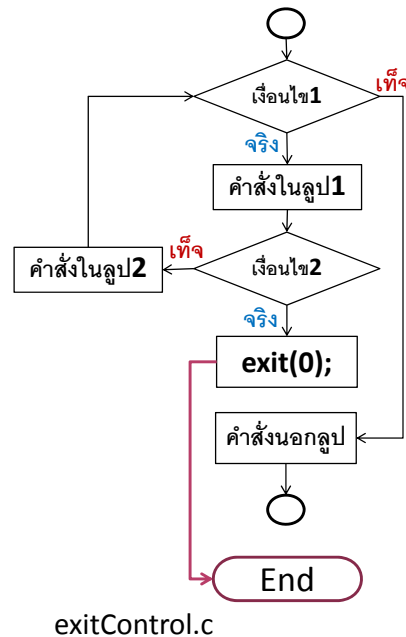 เงื่อนไข1
เท็จ
จริง
คำสั่งในลูป1
เท็จ
คำสั่งในลูป2
เงื่อนไข2
จริง
exit(0);
คำสั่งนอกลูป
End
exitControl.c